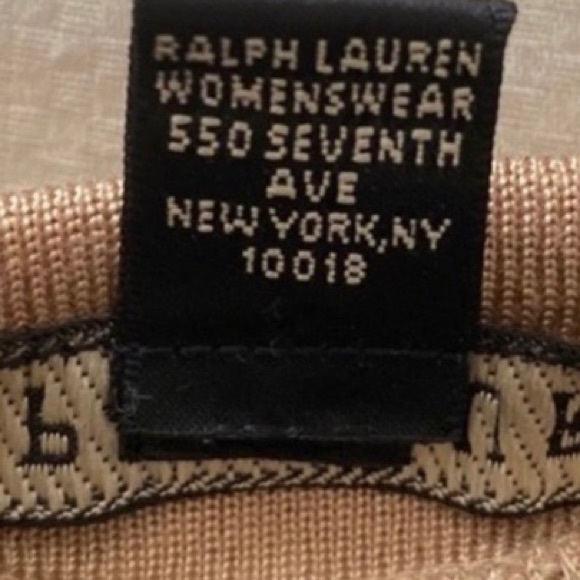 RALPH LAUREN
WOMENSWEAR
550 SEVENTH
AVE
NEW YORK, NY
10018